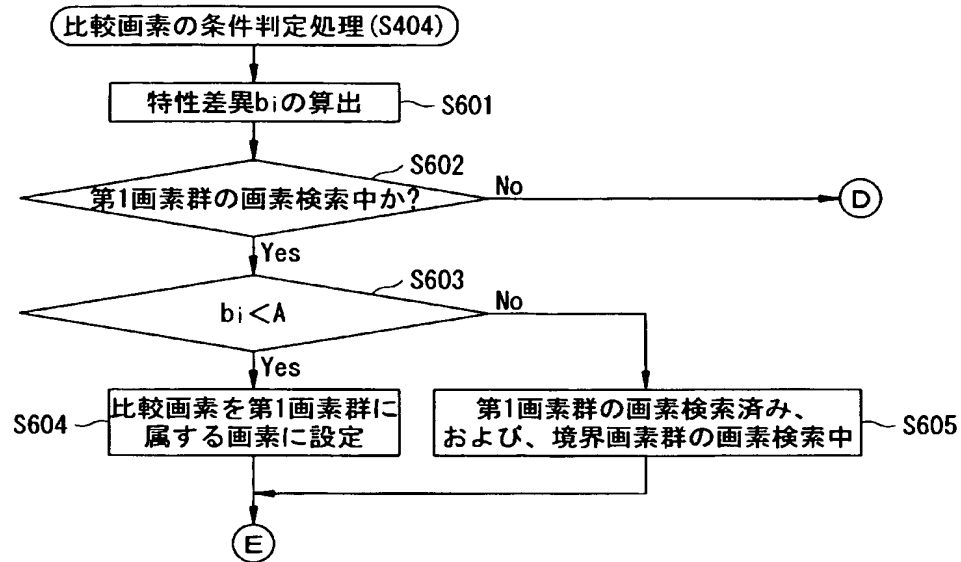 比較画素の条件判定処理(S404)
特性差異biの算出
S601
S602
第1画素群の画素検索中か?
No
D
Yes
S603
bi<A
No
Yes
S604
比較画素を第1画素群に
属する画素に設定
第1画素群の画素検索済み、
および、境界画素群の画素検索中
S605
E